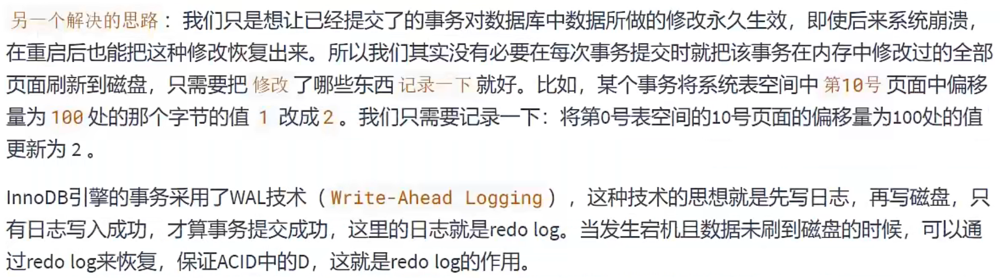 另一个解决的思路：我们只是想让已经提交了的事务对数据库中数据所做的修改永久生效，即使后来系统崩溃，
在重启后也能把这种修改恢复出来。所以我们其实没有必要在每次事务提交时就把该事务在内存中修改过的全部
页面刷新到磁盘，只需要把 修改 了哪些东西 记录一下 就好。比如，某个事务将系统表空间中 第10号 页面中偏移
量为 100 处的那个字节的值 1 改成 2 。我们只需要记录一下：将第0号表空间的10号页面的偏移量为100处的值
更新为 2 。
InnoDB引擎的事务采用了WAL技术（ Write-Ahead Logging ），这种技术的思想就是先写日志，再写磁盘，只
有日志写入成功，才算事务提交成功，这里的日志就是redo log。当发生宕机且数据未刷到磁盘的时候，可以通
过redo log来恢复，保证ACID中的D，这就是redo log的作用。